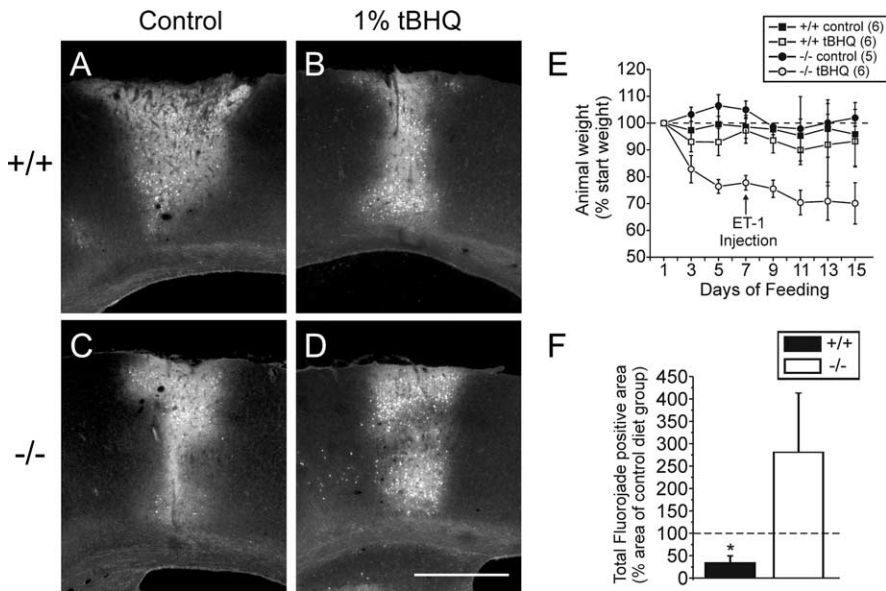 Control
1% tBHQ
+/+
-/-
A
B
C
D
E
+/+ control (6)
+/+ tBHQ (6)
-/- control (5)
-/- tBHQ (6)
Animal weight
(% start weight)
120
110
100
90
80
70
60
50
ET-1
Injection
1 3 5 7 9 11 13 15
Days of Feeding
F
+/+
-/-
Total Fluorojade positive area
(% area of control diet group)
450
400
350
300
250
200
150
100
50
0
*